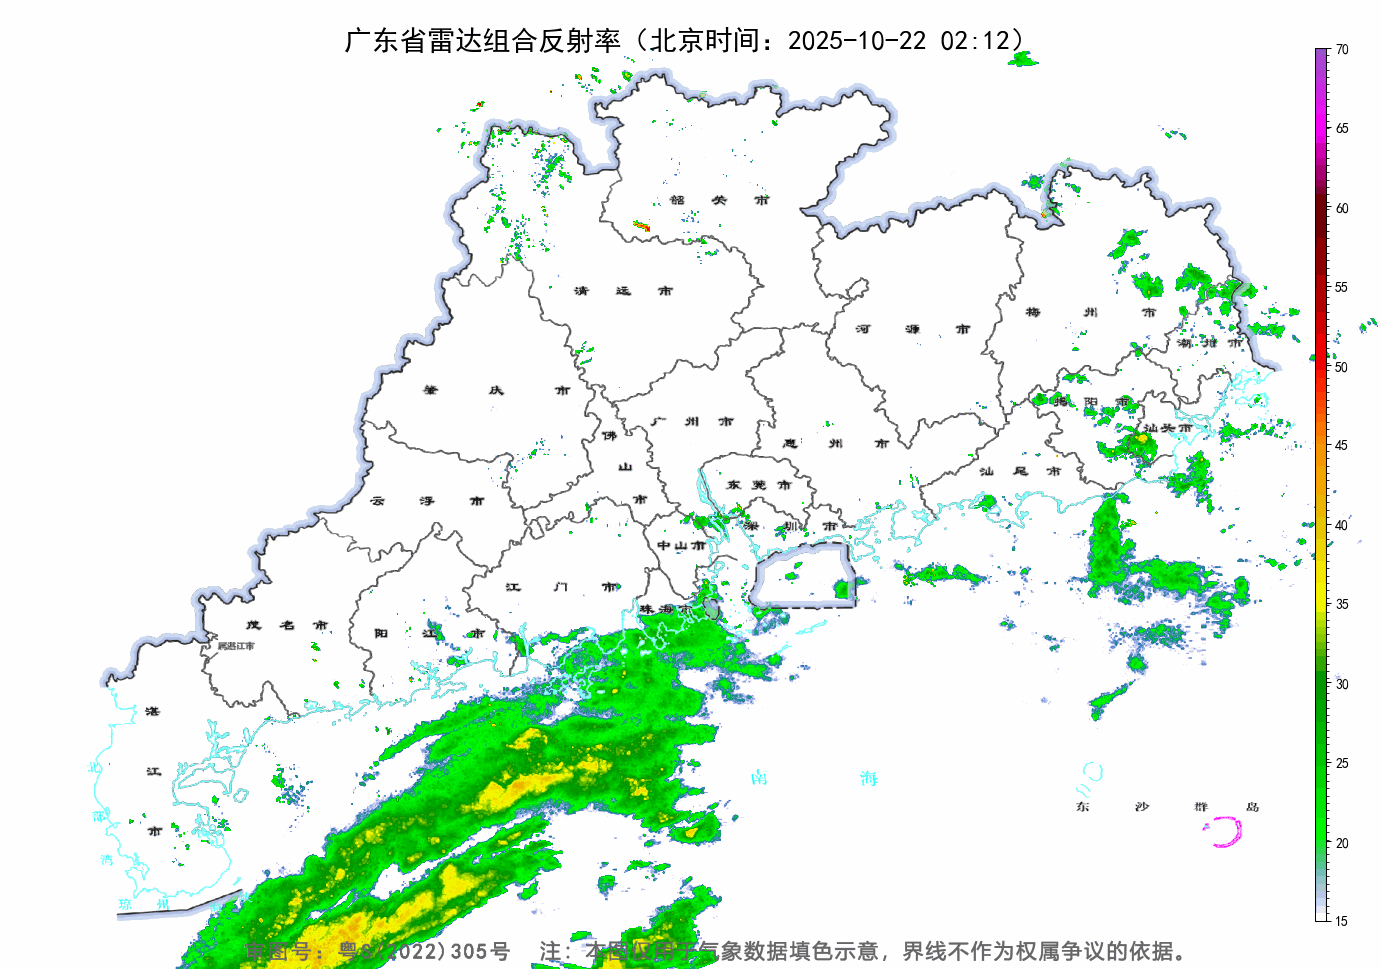 广东省雷达组合反射率（北京时间：2025-10-22 02:12）
70
65
60
55
50
45
40
35
30
25
20
15
韶关市
清远市
河源市
梅州市
潮州市
肇庆市
广州市
惠州市
揭阳市
汕头市
佛山市
云浮市
东莞市
汕尾市
深圳市
中山市
江门市
珠海市
茂名市
阳江市
属湛江市
湛江市
北部湾
琼州
南海
东沙群岛
审图号：粤S(2022)305号 注：本图仅用于气象数据填色示意，界线不作为权属争议的依据。